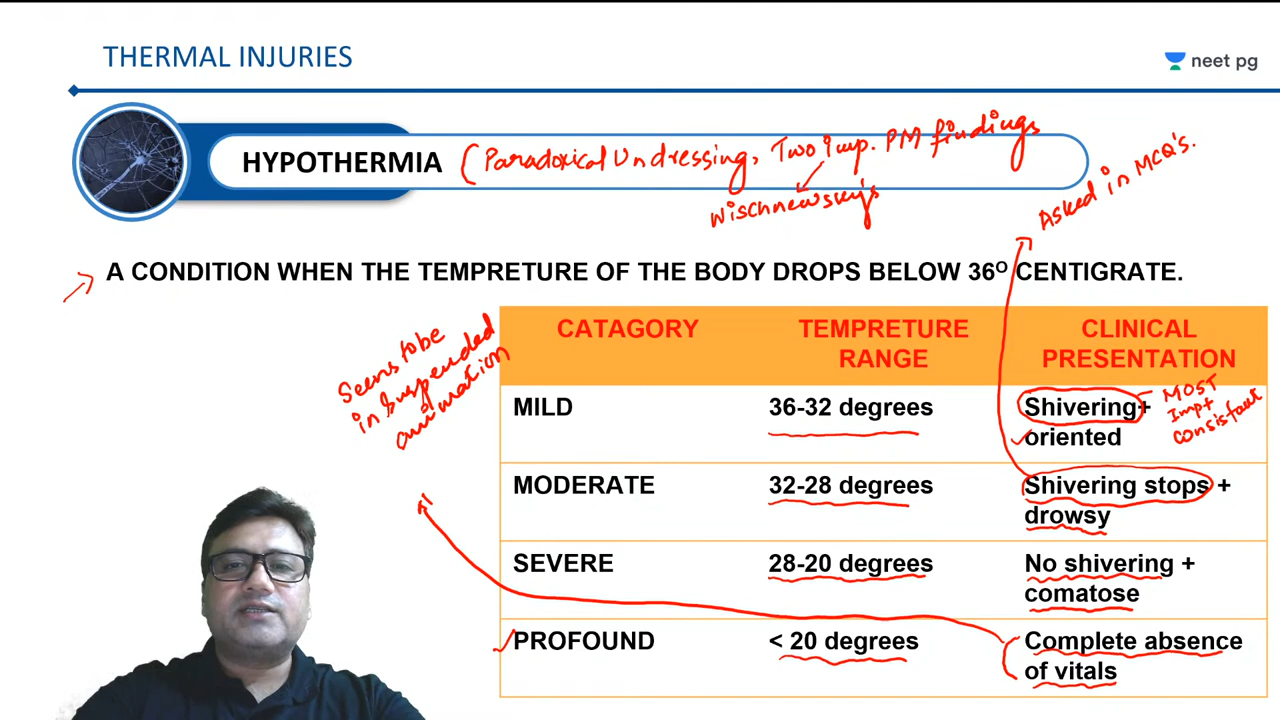 THERMAL INJURIES
neet pg
HYPOTHERMIA (Paradoxical Undressing, Two imp. PM findings
Wischnewsky's
Asked in MCQ's.
A CONDITION WHEN THE TEMPRETURE OF THE BODY DROPS BELOW 36° CENTIGRATE.
Seems to be
in suspended
animation
CATAGORY
TEMPRETURE
RANGE
CLINICAL
PRESENTATION
MILD
36-32 degrees
Shivering+
oriented
MOST
Impt
consistant
MODERATE
32-28 degrees
Shivering stops +
drowsy
SEVERE
28-20 degrees
No shivering +
comatose
PROFOUND
< 20 degrees
Complete absence
of vitals